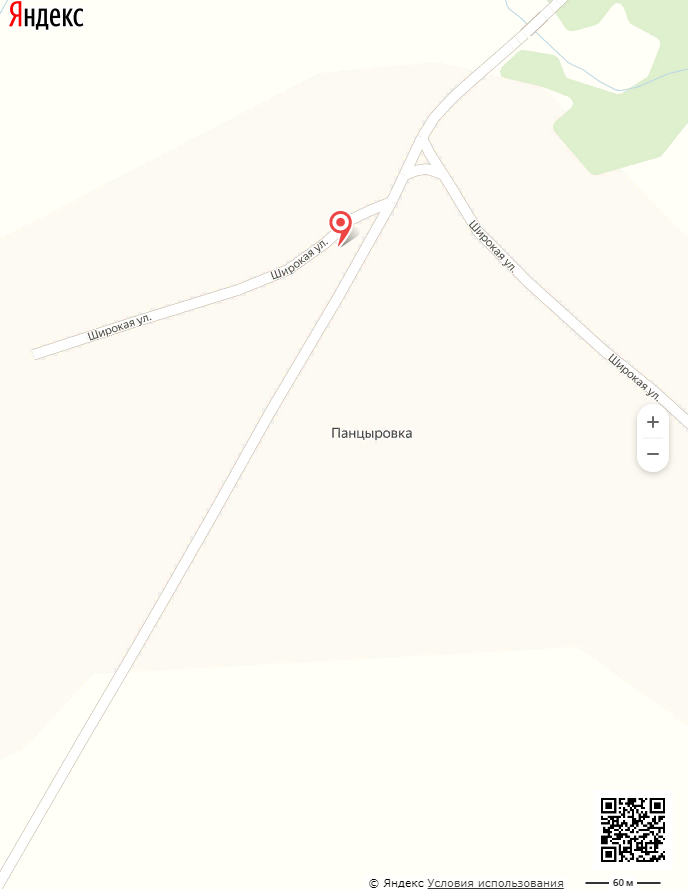 Яндекс
Широкая ул.
Широкая ул.
Широкая ул.
Широкая ул.
Панцыровка
© Яндекс Условия использования
60 м